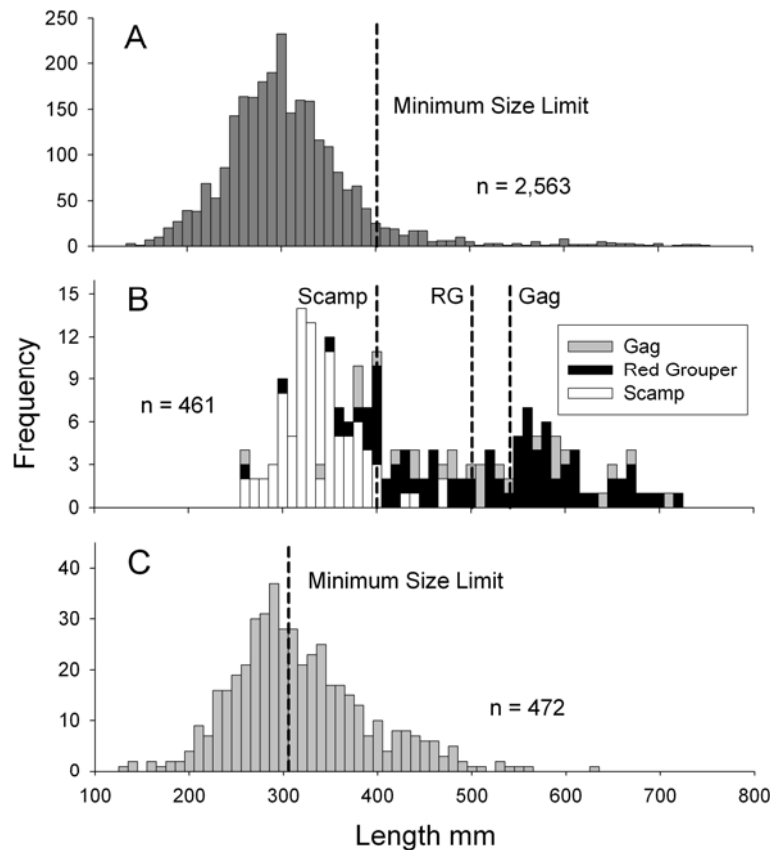 250
A
200
Minimum Size Limit
150
100
n = 2,563
50
0
15
B
Scamp
RG
Gag
12
Gag
Red Grouper
Scamp
9
n = 461
6
3
0
Frequency
40
C
Minimum Size Limit
30
20
n = 472
10
0
100 200 300 400 500 600 700 800
Length mm